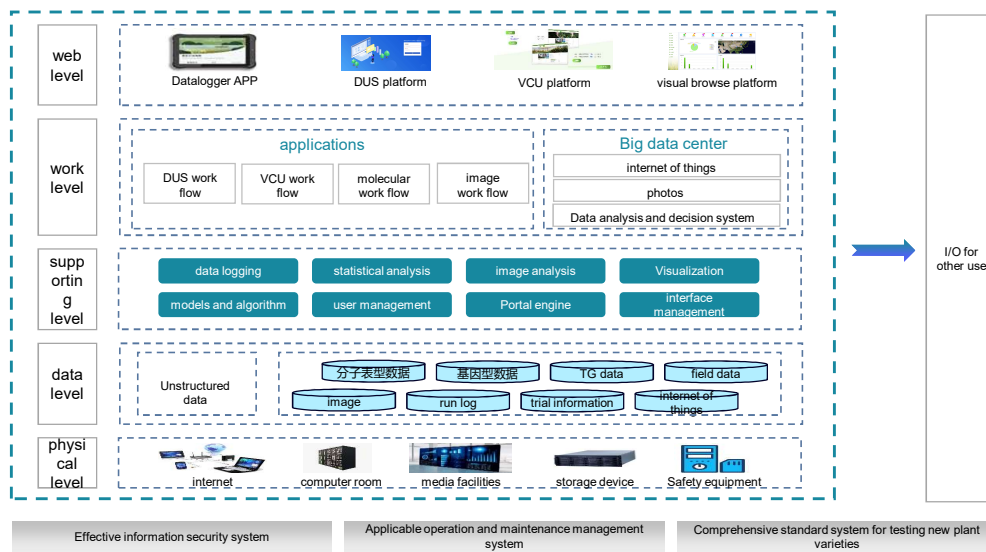 web
level
Datalogger APP
DUS platform
VCU platform
visual browse platform
work
level
applications
DUS work
flow
VCU work
flow
molecular
work flow
image
work flow
Big data center
internet of things
photos
Data analysis and decision system
supp
ortin
g
level
data logging
statistical analysis
image analysis
Visualization
models and algorithm
user management
Portal engine
interface
management
data
level
Unstructured
data
分子表型数据
基因型数据
TG data
field data
image
run log
trial information
internet of
things
physi
cal
level
internet
computer room
media facilities
storage device
Safety equipment
I/O for
other use
Effective information security system
Applicable operation and maintenance management
system
Comprehensive standard system for testing new plant
varieties